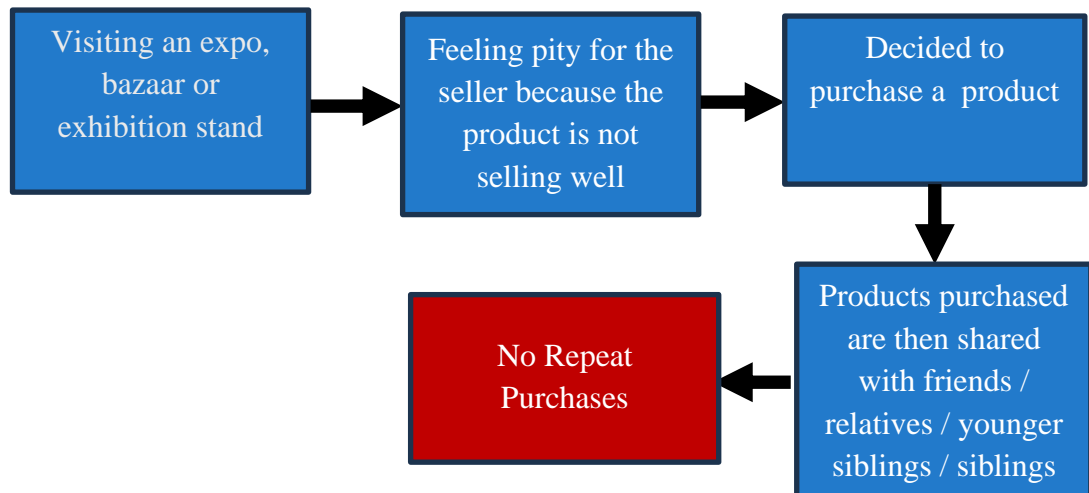 Visiting an expo,
bazaar or
exhibition stand
Feeling pity for the
seller because the
product is not
selling well
Decided to
purchase a product
Products purchased
are then shared
with friends /
relatives / younger
siblings / siblings
No Repeat
Purchases